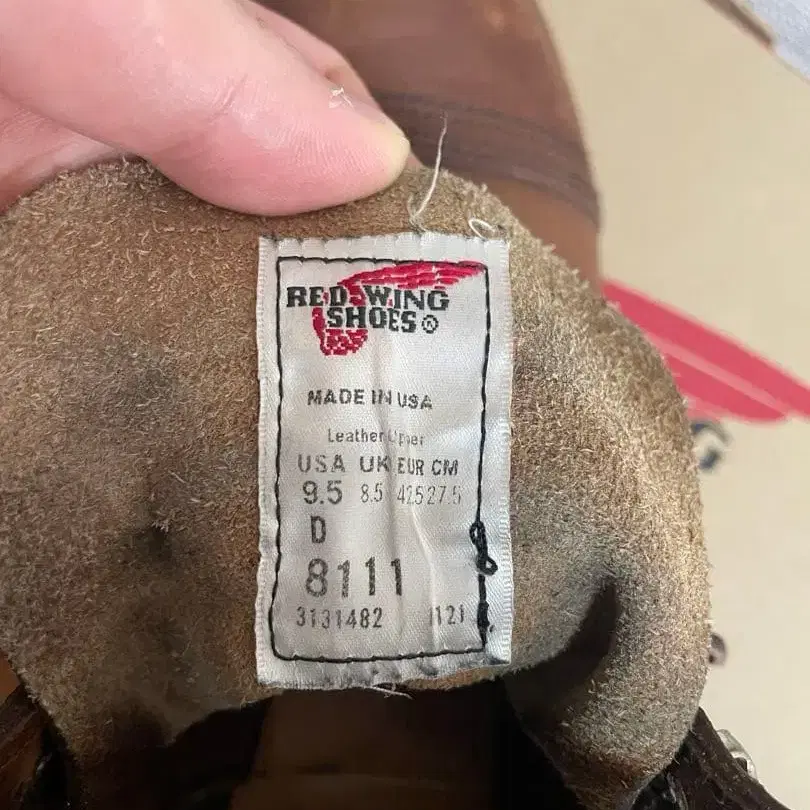 RED WING
SHOES®
MADE IN USA
Leather Upper
USA UK EUR CM
9.5 8.5 42.5 27.5
D
8111
3131482 1121